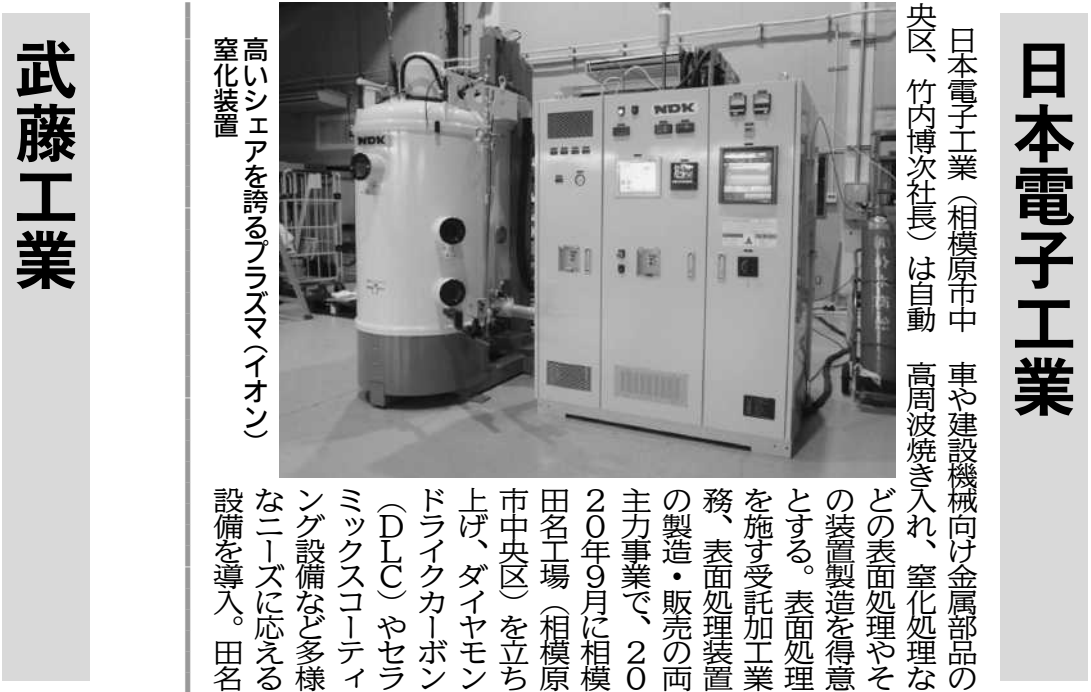 日本電子工業
日本電子工業（相模原市中
央区、竹内博次社長）は自動
車や建設機械向け金属部品の
高周波焼き入れ、窒化処理な
どの表面処理やそ
の装置製造を得意
とする。表面処理
を施す受託加工業
務、表面処理装置
の製造・販売の両
主力事業で、２０
２０年９月に相模
田名工場（相模原
市中央区）を立ち
上げ、ダイヤモン
ドライクカーボン
（ＤＬＣ）やセラ
ミックスコーティ
ング設備など多様
なニーズに応える
設備を導入。田名
NDK
NDK
高いシェアを誇るプラズマ（イオン）
窒化装置
武藤工業